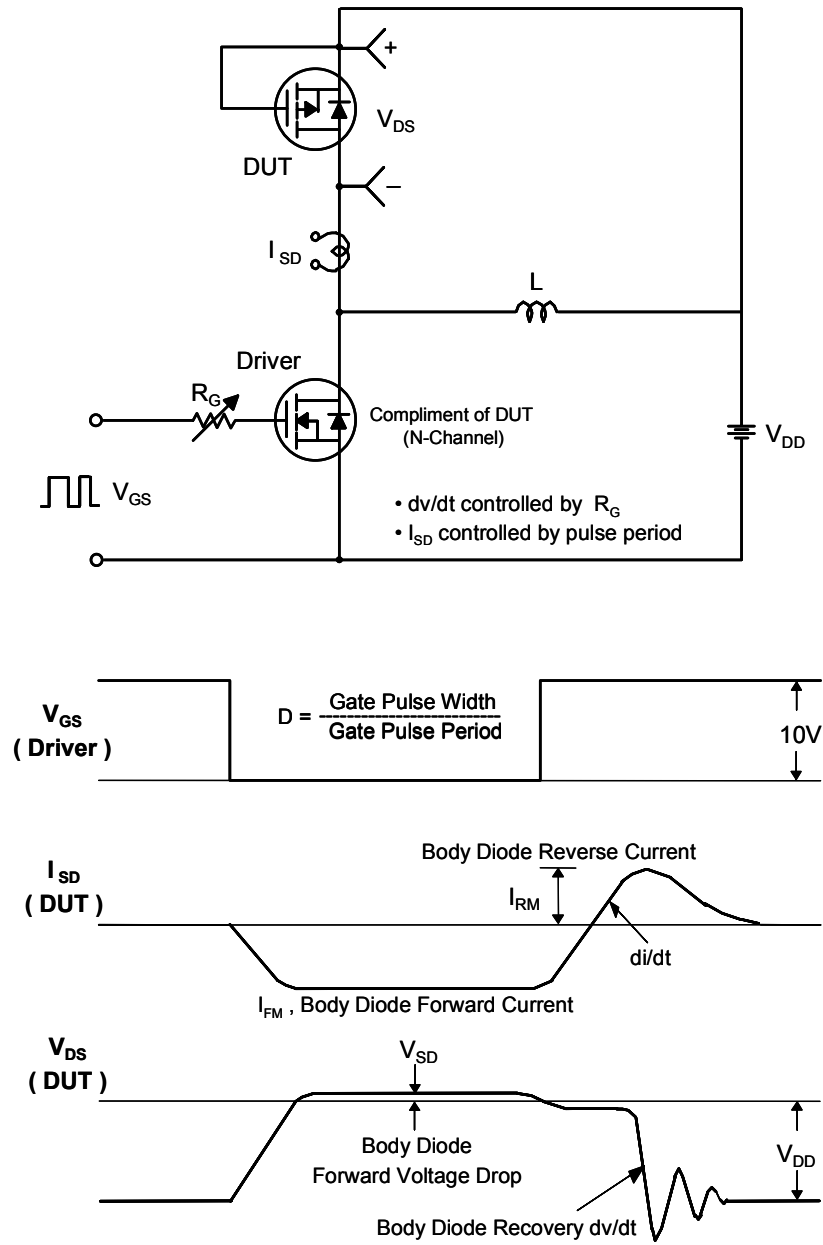 +
V_DS
DUT
–
I_SD
L
Driver
R_G
Compliment of DUT
(N-Channel)
V_DD
V_GS
• dv/dt controlled by R_G
• I_SD controlled by pulse period
V_GS
( Driver )
D = Gate Pulse Width
Gate Pulse Period
10V
I_SD
( DUT )
Body Diode Reverse Current
I_RM
di/dt
I_FM , Body Diode Forward Current
V_DS
( DUT )
V_SD
Body Diode
Forward Voltage Drop
V_DD
Body Diode Recovery dv/dt